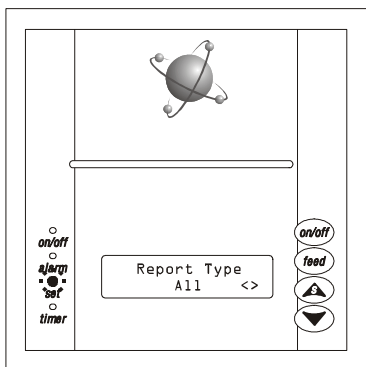 on/off
alarm
set
timer
Report Type
All <>
on/off
feed
S